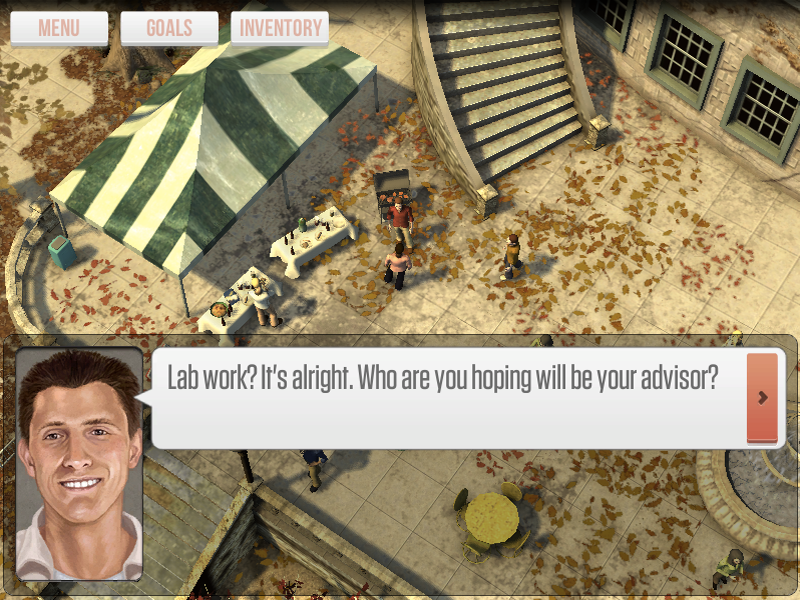 MENU
GOALS
INVENTORY
Lab work? It's alright. Who are you hoping will be your advisor?